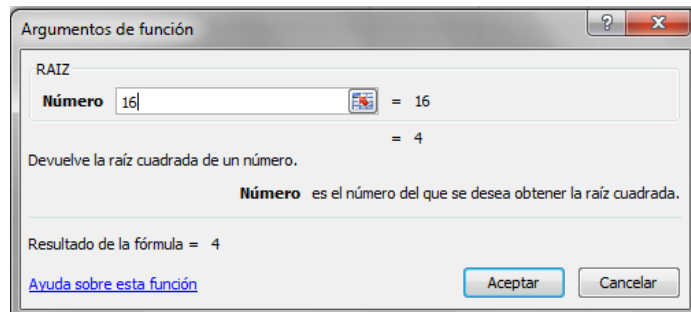 Argumentos de función
RAIZ
Número 16 = 16
= 4
Devuelve la raíz cuadrada de un número.
Número es el número del que se desea obtener la raíz cuadrada.
Resultado de la fórmula = 4
Ayuda sobre esta función Aceptar Cancelar